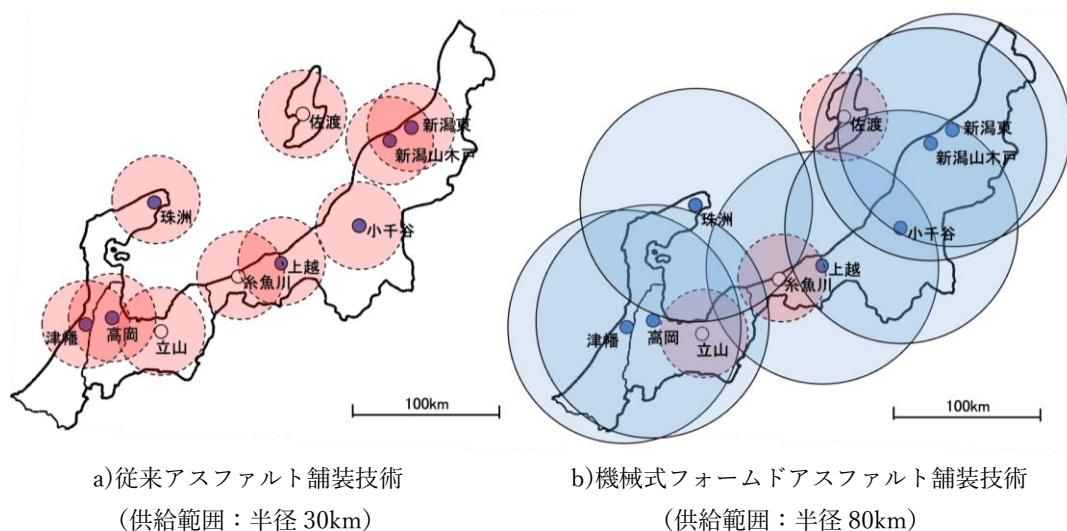 佐渡
新潟東
新潟山木戸
珠洲
小千谷
上越
糸魚川
高岡
津幡
立山
100km
a)従来アスファルト舗装技術
(供給範囲：半径 30km)
佐渡
新潟東
新潟山木戸
珠洲
小千谷
上越
糸魚川
高岡
津幡
立山
100km
b)機械式フォームドアスファルト舗装技術
(供給範囲：半径 80km)